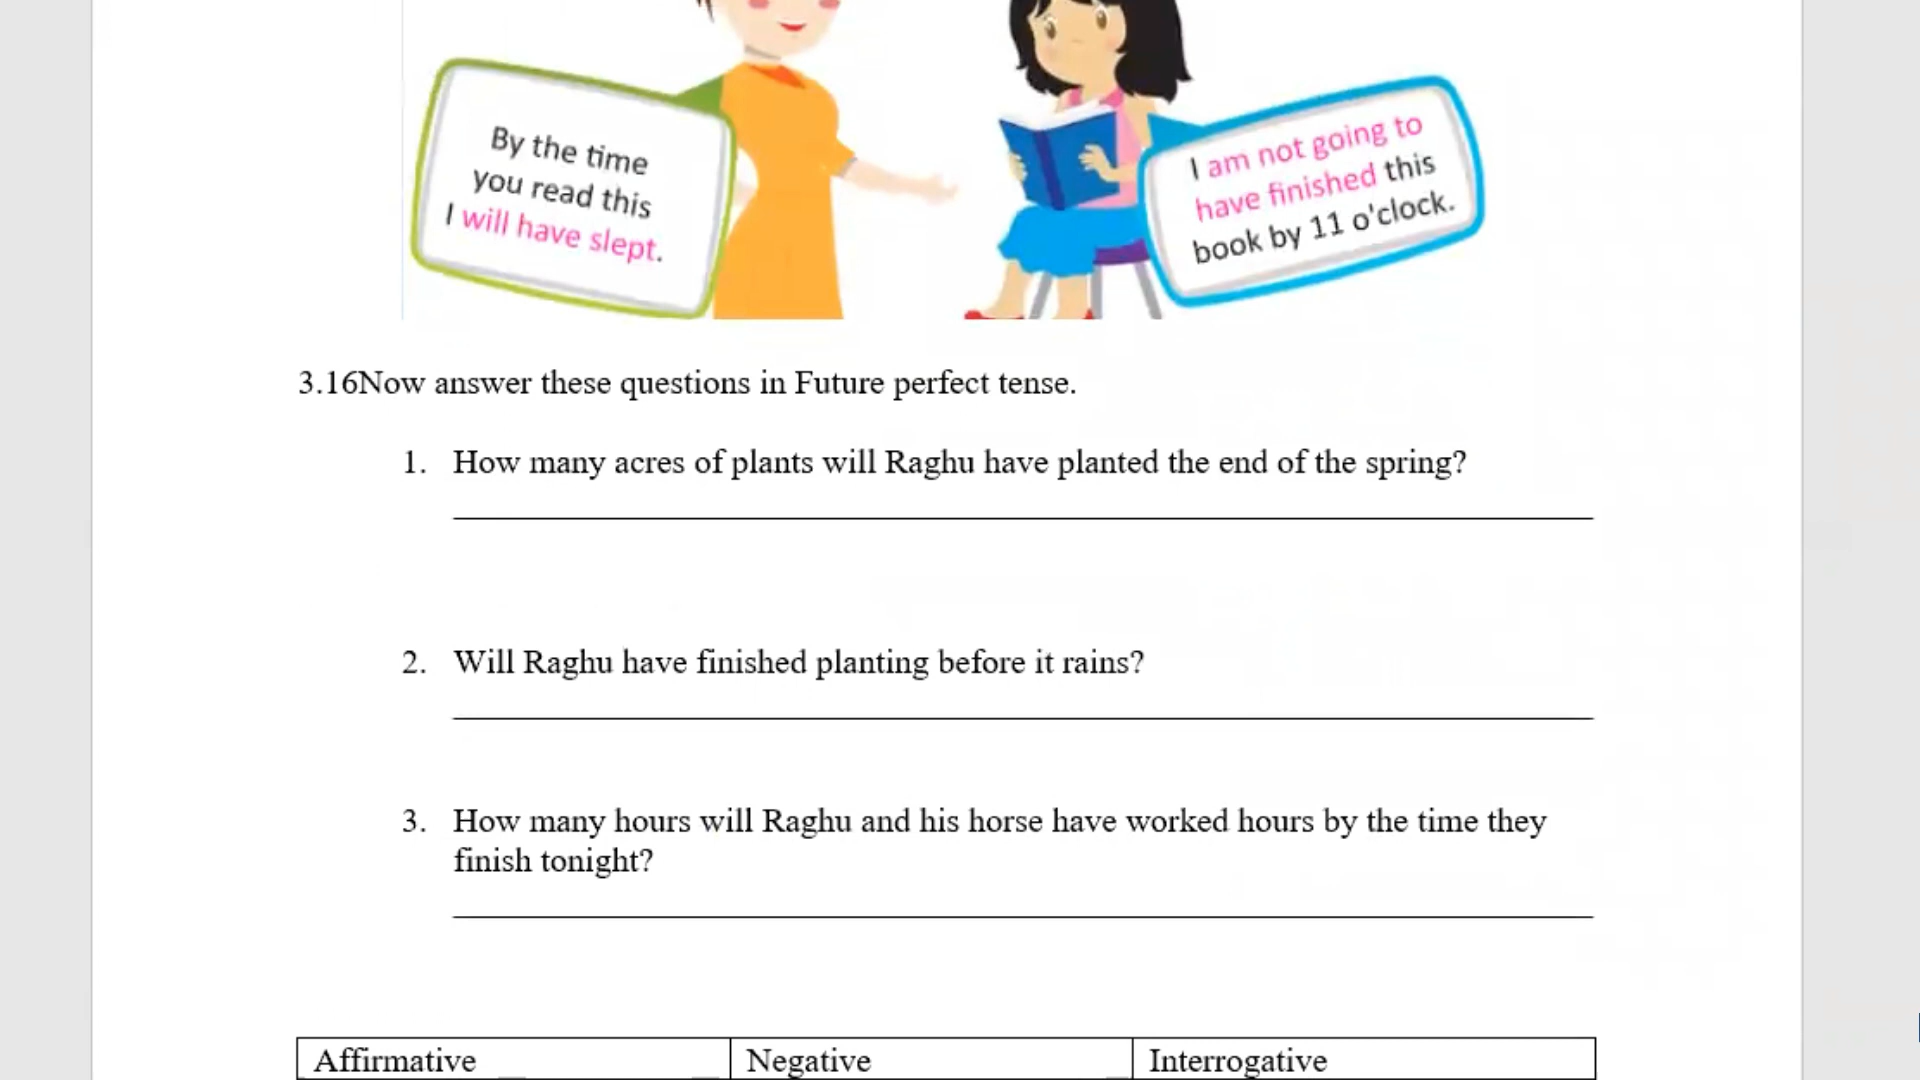 By the time
you read this
I will have slept.
I am not going to
have finished this
book by 11 o'clock.
3.16Now answer these questions in Future perfect tense.
1. How many acres of plants will Raghu have planted the end of the spring?
2. Will Raghu have finished planting before it rains?
3. How many hours will Raghu and his horse have worked hours by the time they
finish tonight?
Affirmative Negative Interrogative